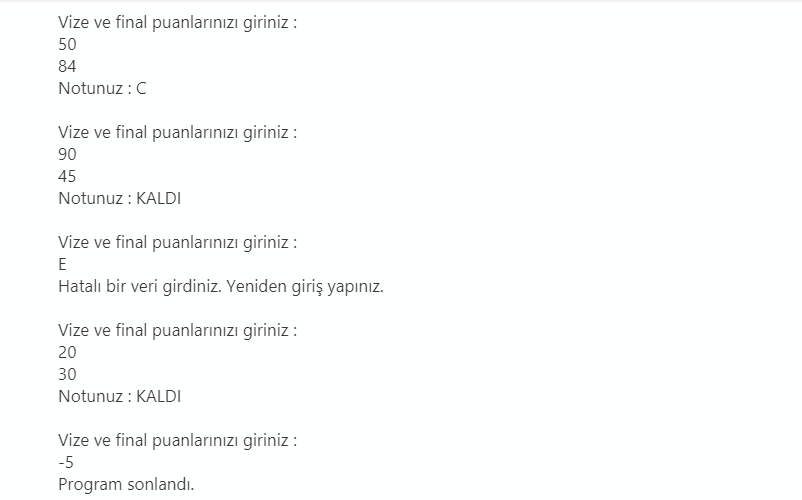 Vize ve final puanlarınızı giriniz :
50
84
Notunuz : C
Vize ve final puanlarınızı giriniz :
90
45
Notunuz : KALDI
Vize ve final puanlarınızı giriniz :
E
Hatalı bir veri girdiniz. Yeniden giriş yapınız.
Vize ve final puanlarınızı giriniz :
20
30
Notunuz : KALDI
Vize ve final puanlarınızı giriniz :
-5
Program sonlandı.